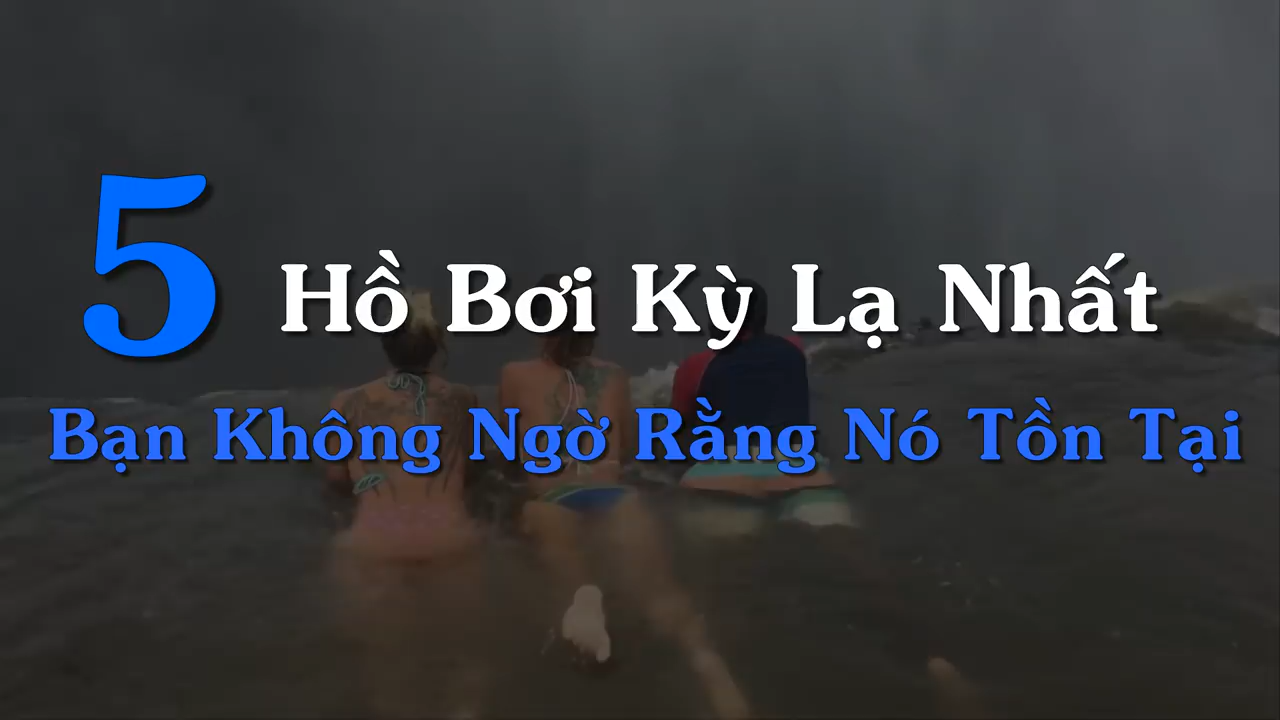 5 Hồ Bơi Kỳ Lạ Nhất
Bạn Không Ngờ Rằng Nó Tồn Tại